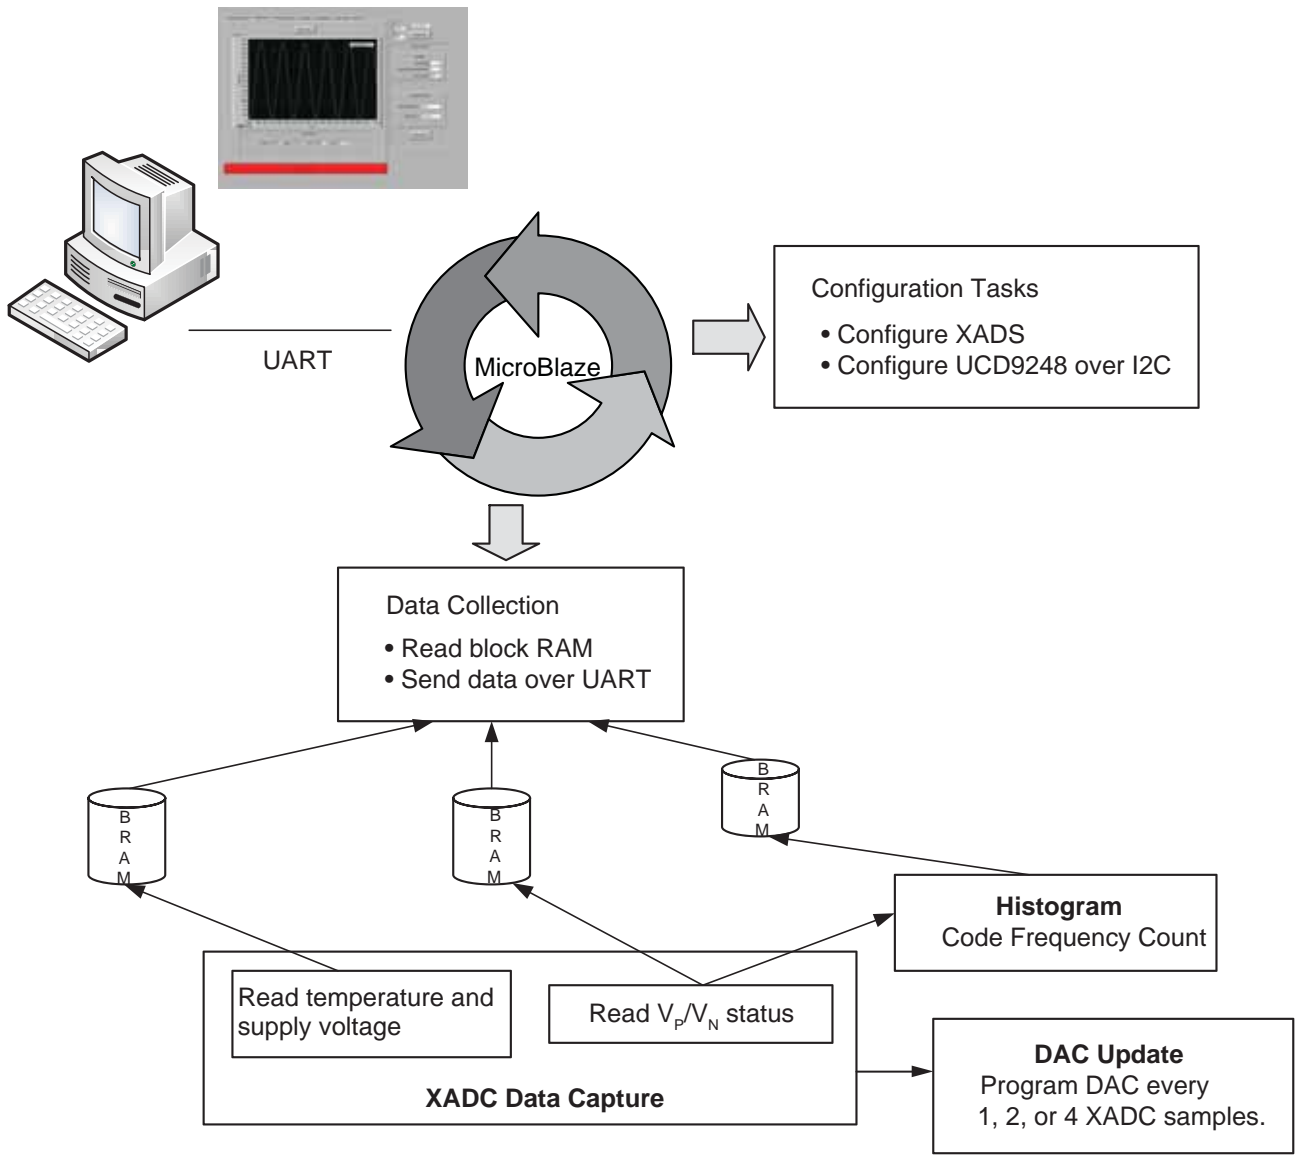 UART
MicroBlaze
Configuration Tasks
• Configure XADS
• Configure UCD9248 over I2C
Data Collection
• Read block RAM
• Send data over UART
B
R
A
M
B
R
A
M
B
R
A
M
Histogram
Code Frequency Count
Read temperature and
supply voltage
Read VP/VN status
XADC Data Capture
DAC Update
Program DAC every
1, 2, or 4 XADC samples.